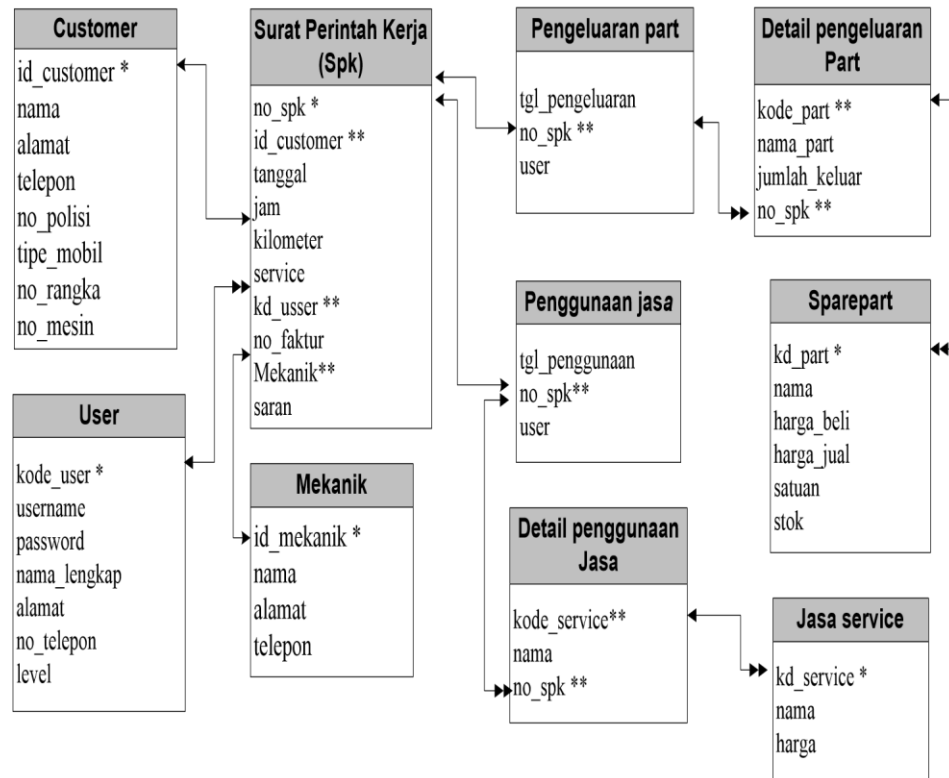 Customer
id_customer *
nama
alamat
telepon
no_polisi
tipe_mobil
no_rangka
no_mesin
Surat Perintah Kerja
(Spk)
no_spk *
id_customer **
tanggal
jam
kilometer
service
kd_usser **
no_faktur
Mekanik**
saran
Pengeluaran part
tgl_pengeluaran
no_spk **
user
Detail pengeluaran
Part
kode_part **
nama_part
jumlah_keluar
no_spk **
User
kode_user *
username
password
nama_lengkap
alamat
no_telepon
level
Mekanik
id_mekanik *
nama
alamat
telepon
Penggunaan jasa
tgl_penggunaan
no_spk**
user
Sparepart
kd_part *
nama
harga_beli
harga_jual
satuan
stok
Detail penggunaan
Jasa
kode_service**
nama
no_spk **
Jasa service
kd_service *
nama
harga